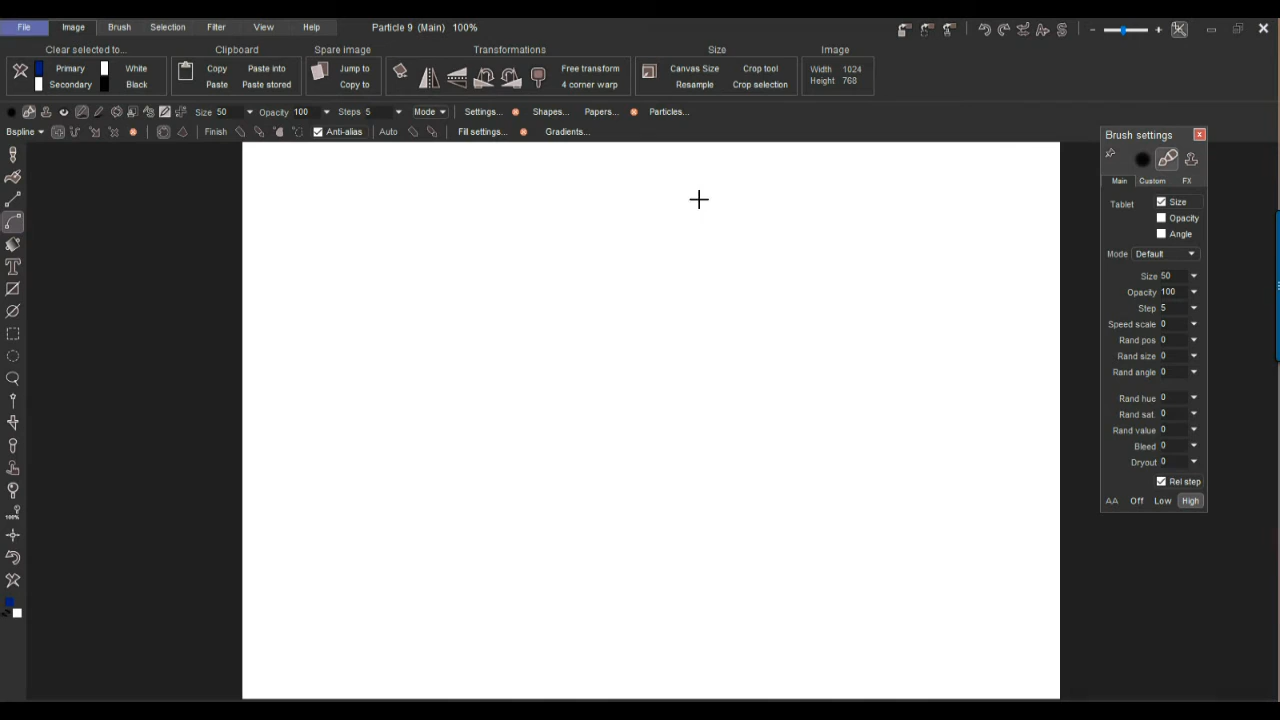 File Image Brush Selection Filter View Help Particle 9 (Main) 100%
Clear selected to... Clipboard Spare image Transformations Size Image
Primary White Copy Paste into Jump to Free transform Canvas Size Crop tool Width 1024
Secondary Black Paste Paste stored Copy to 4 corner warp Resample Crop selection Height 768
Size 50 Opacity 100 Steps 5 Mode Settings... Shapes... Papers... Particles...
Bspline Finish Anti-alias Auto Fill settings... Gradients...
Brush settings
Main Custom FX
Tablet Size
Opacity
Angle
Mode Default
Size 50
Opacity 100
Step 5
Speed scale 0
Rand pos 0
Rand size 0
Rand angle 0
Rand hue 0
Rand sat. 0
Rand value 0
Bleed 0
Dryout 0
Rel step
AA Off Low High
100%